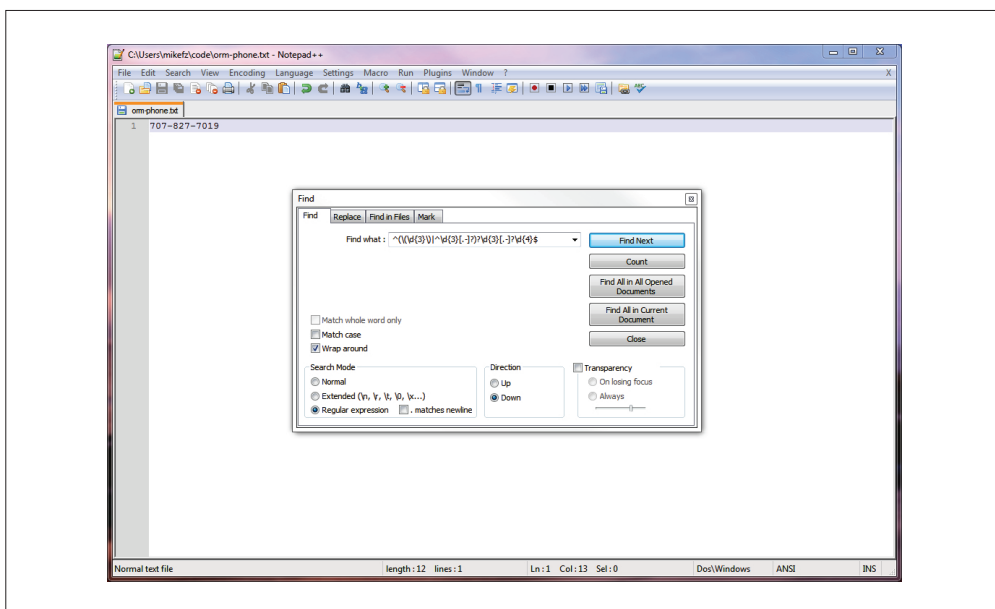 C:\Users\mikefz\code\orm-phone.txt - Notepad++
File Edit Search View Encoding Language Settings Macro Run Plugins Window ? X
orm-phone.txt
1 707-827-7019
Find
Find Replace Find in Files Mark
Find what : ^(\(\d{3}\)|^\d{3}[.-]?)?\d{3}[.-]?\d{4}$
Find Next
Count
Find All in All Opened
Documents
Find All in Current
Document
Close
Match whole word only
Match case
Wrap around
Search Mode
Normal
Extended (\n, \r, \t, \0, \x...)
Regular expression . matches newline
Direction
Up
Down
Transparency
On losing focus
Always
Normal text file length : 12 lines : 1 Ln : 1 Col : 13 Sel : 0 Dos\Windows ANSI INS